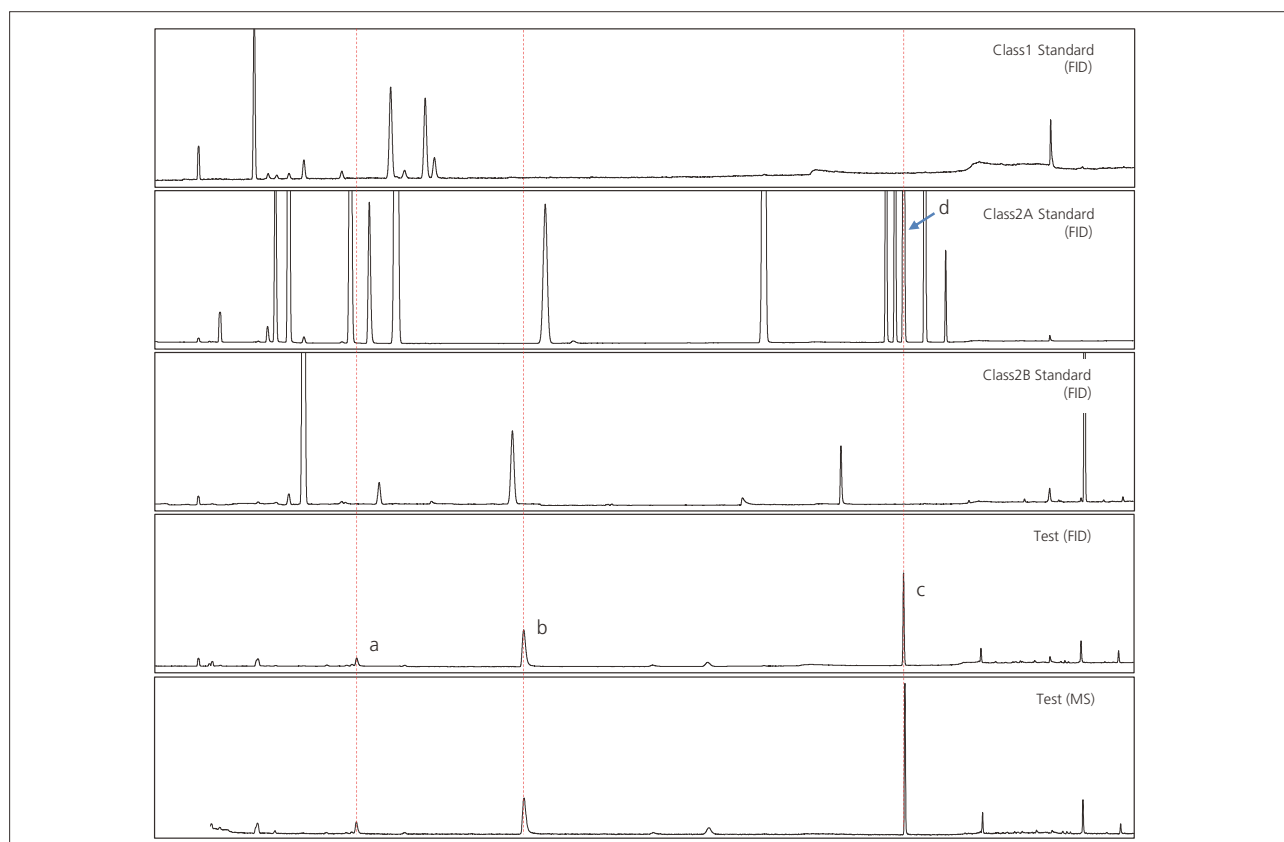 Class1 Standard
(FID)
d
Class2A Standard
(FID)
Class2B Standard
(FID)
Test (FID)
c
b
a
Test (MS)